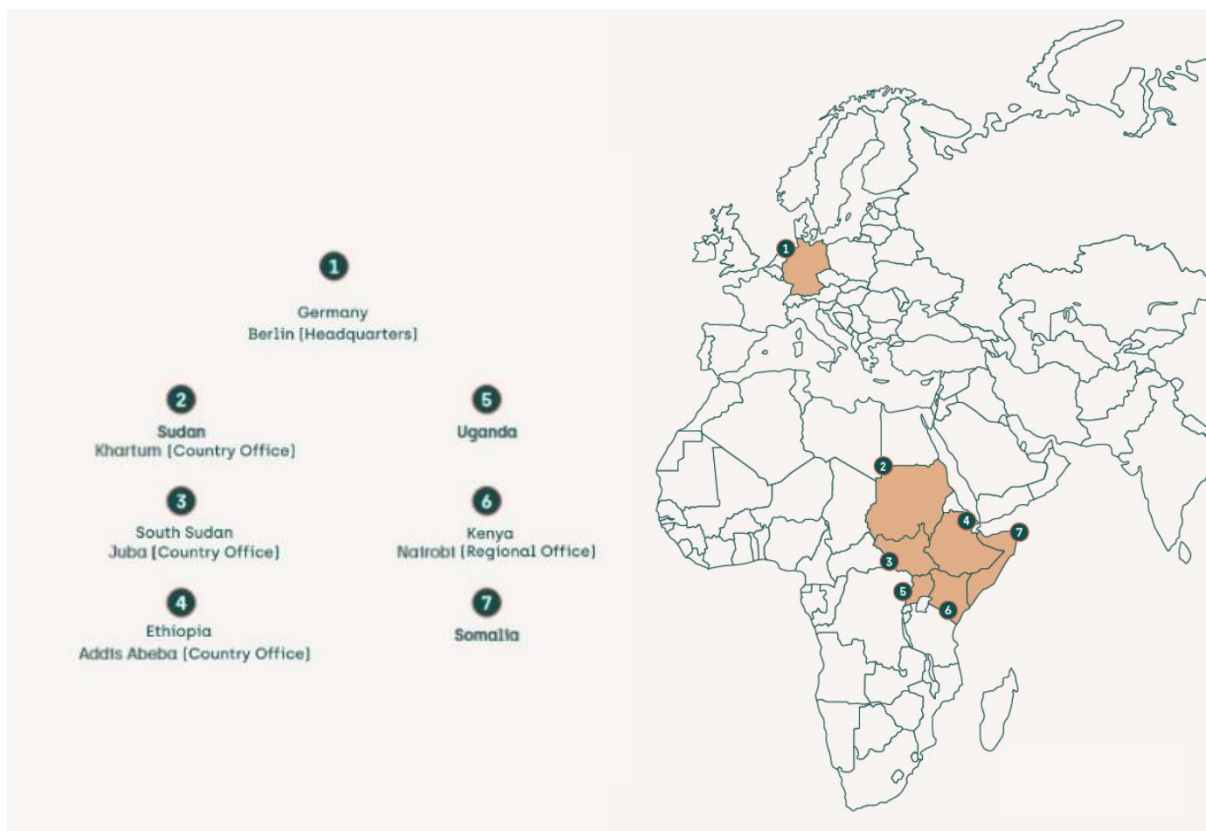 1
Germany
Berlin [Headquarters]
2
Sudan
Khartum [Country Office]
3
South Sudan
Juba [Country Office]
4
Ethiopia
Addis Abeba [Country Office]
5
Uganda
6
Kenya
Nairobi [Regional Office]
7
Somalia
1
2
4
7
3
5
6